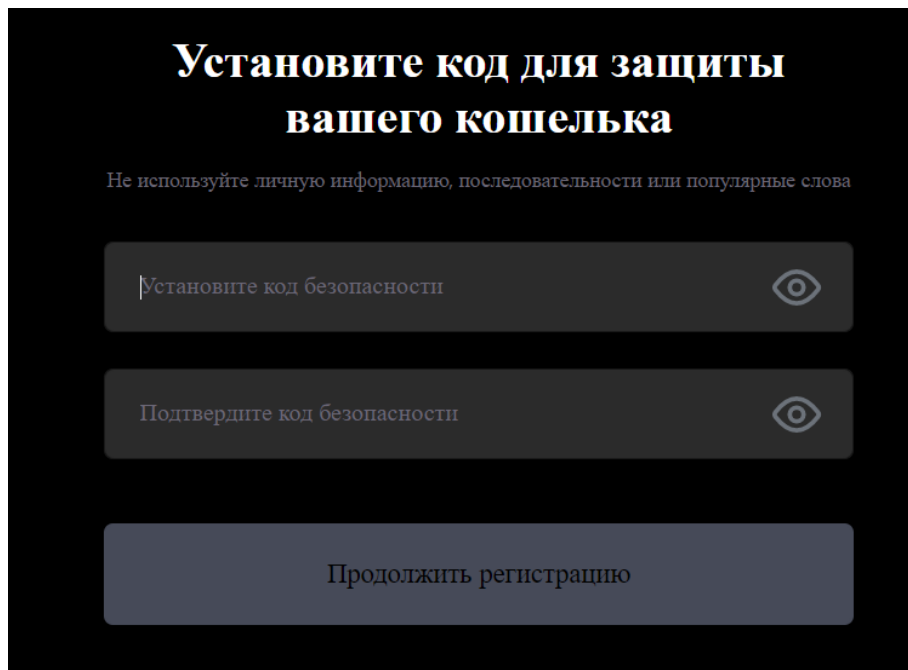 Установите код для защиты
вашего кошелька
Не используйте личную информацию, последовательности или популярные слова
Установите код безопасности
Подтвердите код безопасности
Продолжить регистрацию